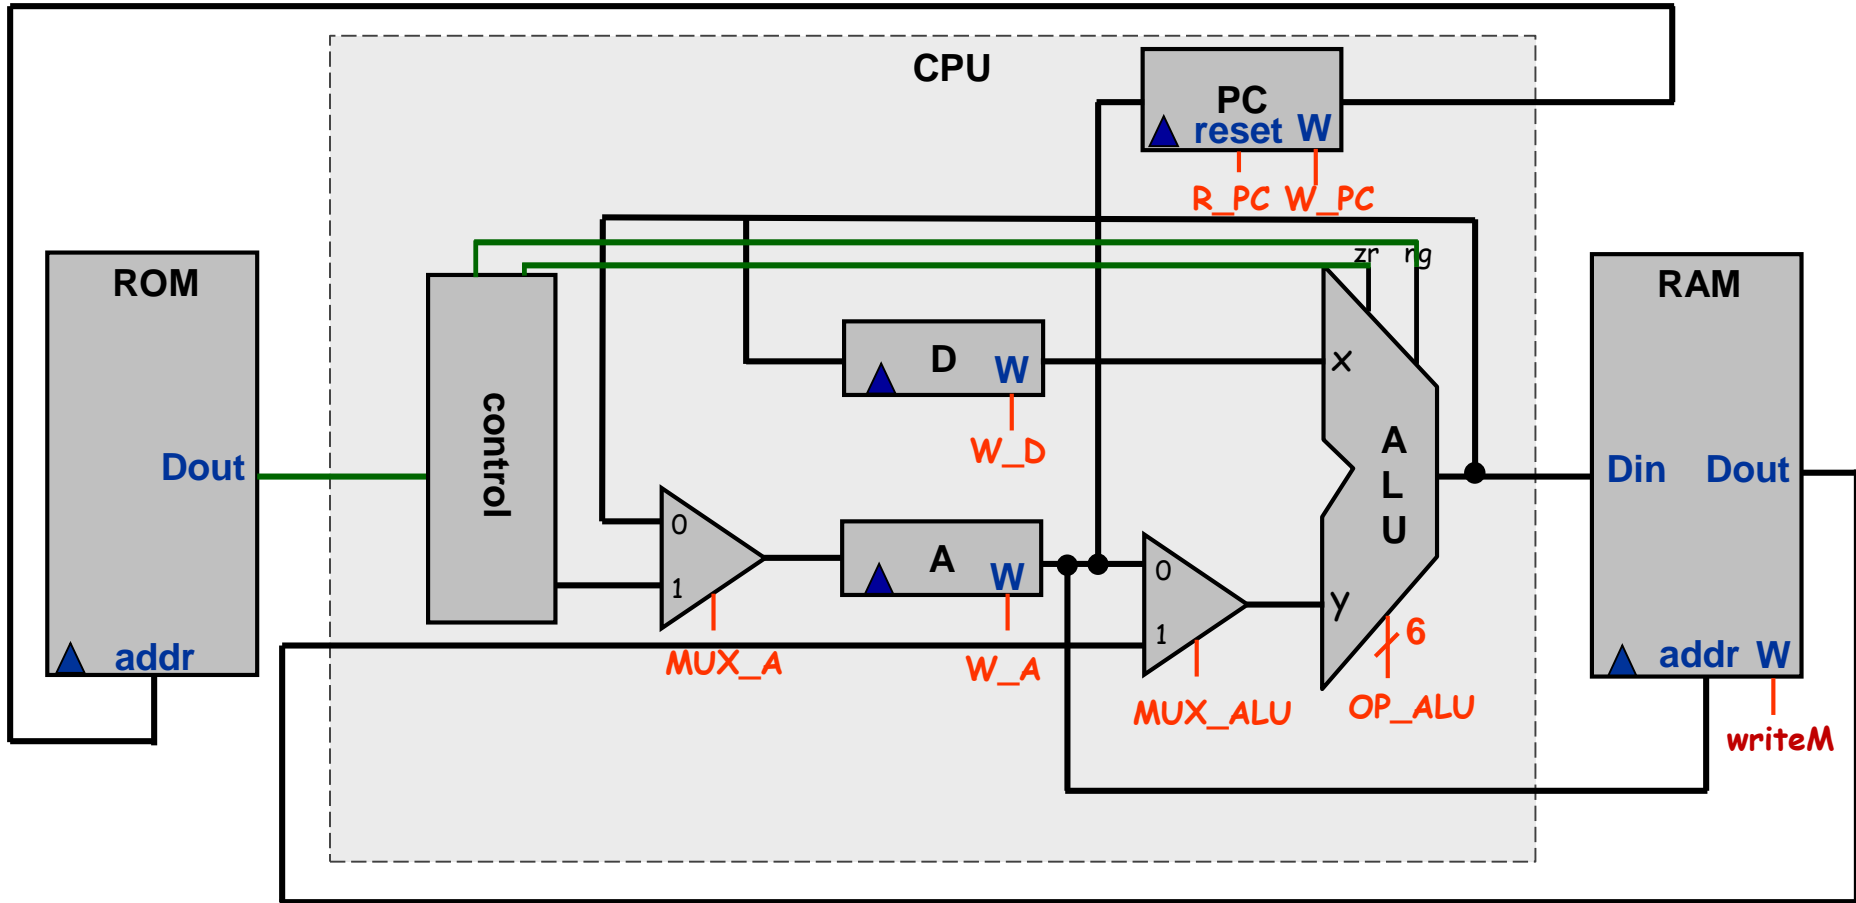 CPU
PC
reset W
R_PC W_PC
zr ng
ROM
RAM
D W
x
W_D
control
A
L
U
Dout
Din Dout
0
1
A W
0
1
y
6
addr
addr W
MUX_A
W_A
MUX_ALU
OP_ALU
writeM